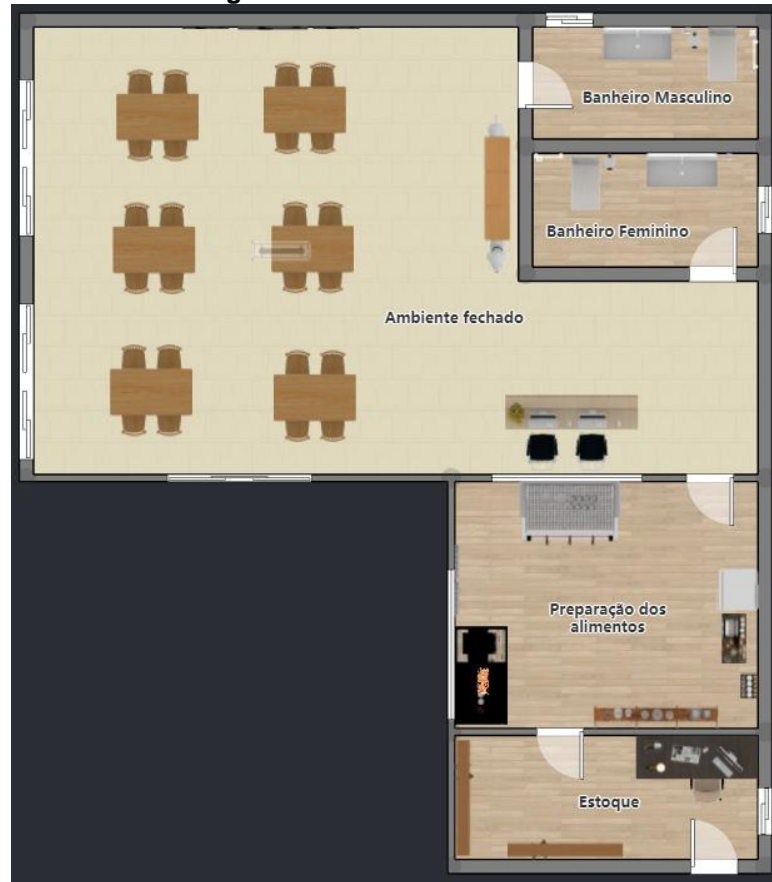 Banheiro Masculino
Banheiro Feminino
Ambiente fechado
Preparação dos
alimentos
Estoque